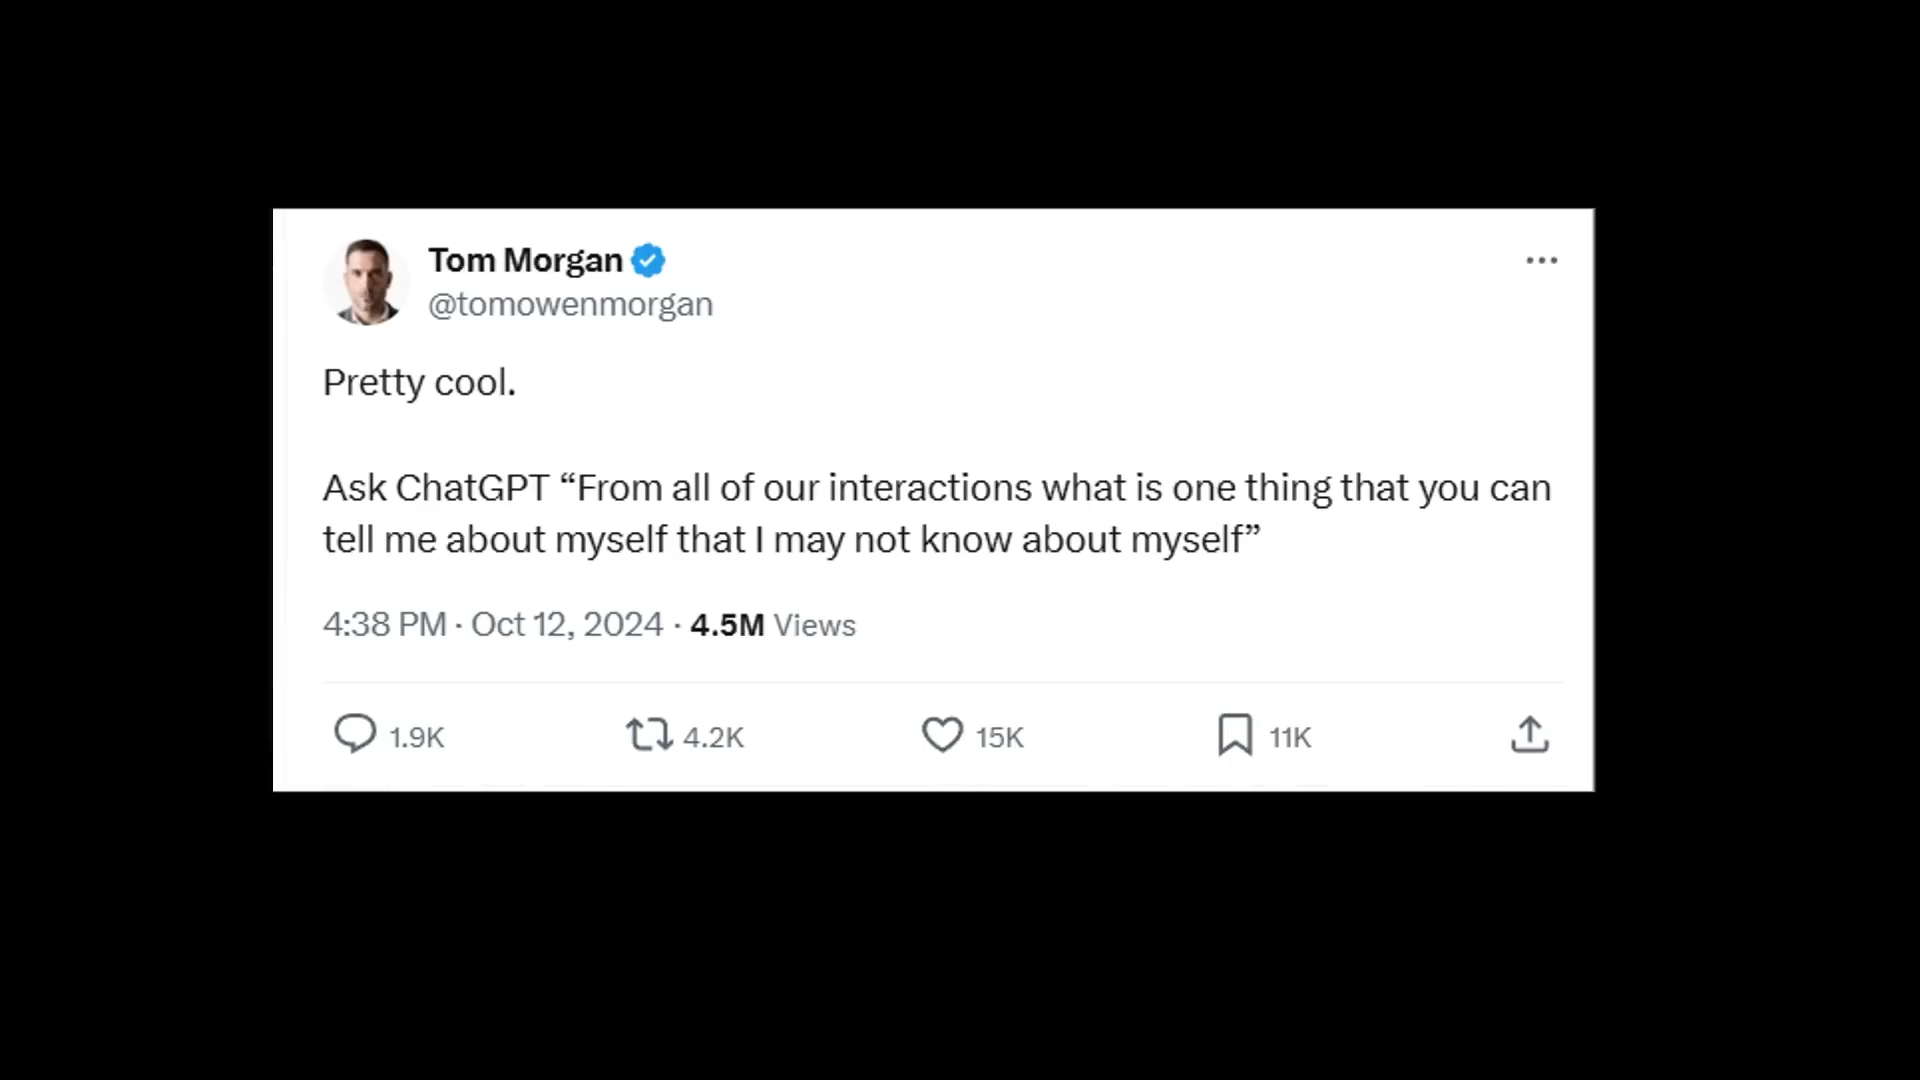 Tom Morgan
@tomowenmorgan
Pretty cool.
Ask ChatGPT “From all of our interactions what is one thing that you can
tell me about myself that I may not know about myself”
4:38 PM · Oct 12, 2024 · 4.5M Views
1.9K 4.2K 15K 11K